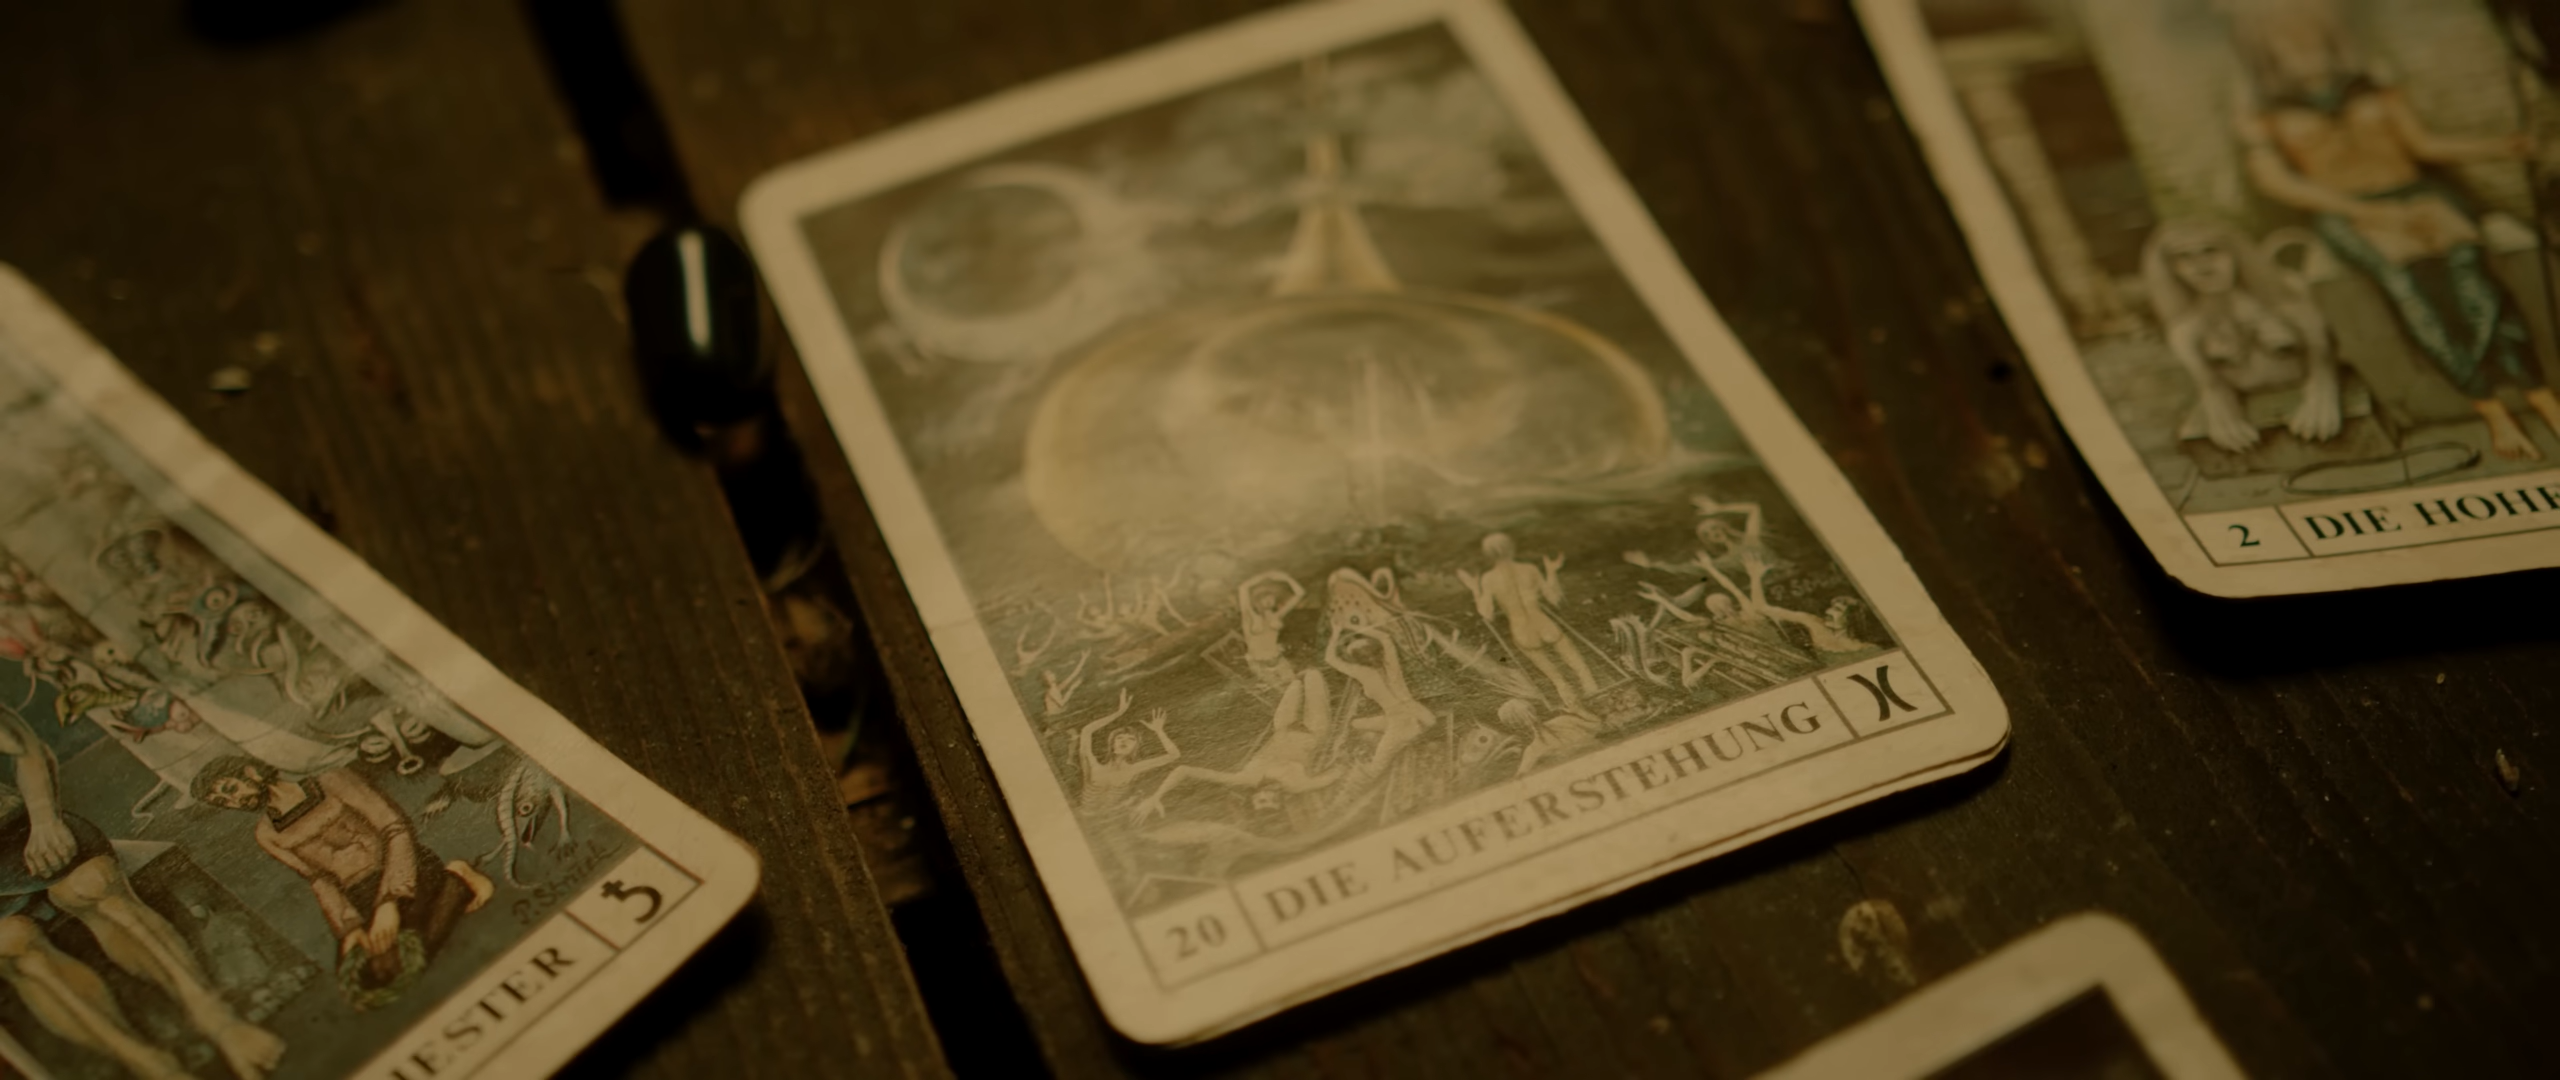 2 DIE HOHE
20 DIE AUFERSTEHUNG
IESTER ♄